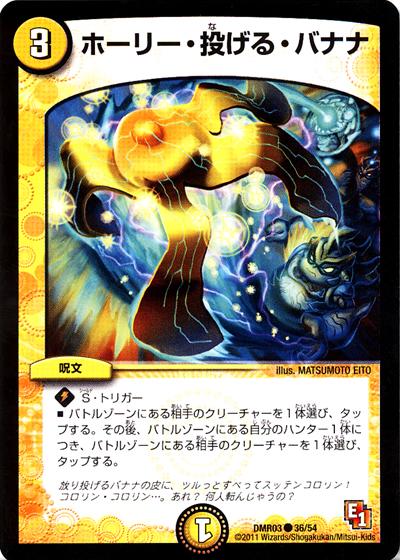 3
ホーリー・投げる・バナナ
な
illus. MATSUMOTO EITO
呪文
S・トリガー
シールド
■ バトルゾーンにある相手のクリーチャーを1体選び、タッ
プする。その後、バトルゾーンにある自分のハンター1体に
つき、バトルゾーンにある相手のクリーチャーを1体選び、
タップする。
放り投げるバナナの皮に、ツルっとすべってスッテンコロリン!
コロリン・コロリン…。あれ? 何人転んじゃうの?
1
DMR03 ● 36/54
©2011 Wizards/Shogakukan/Mitsui-Kids
E1